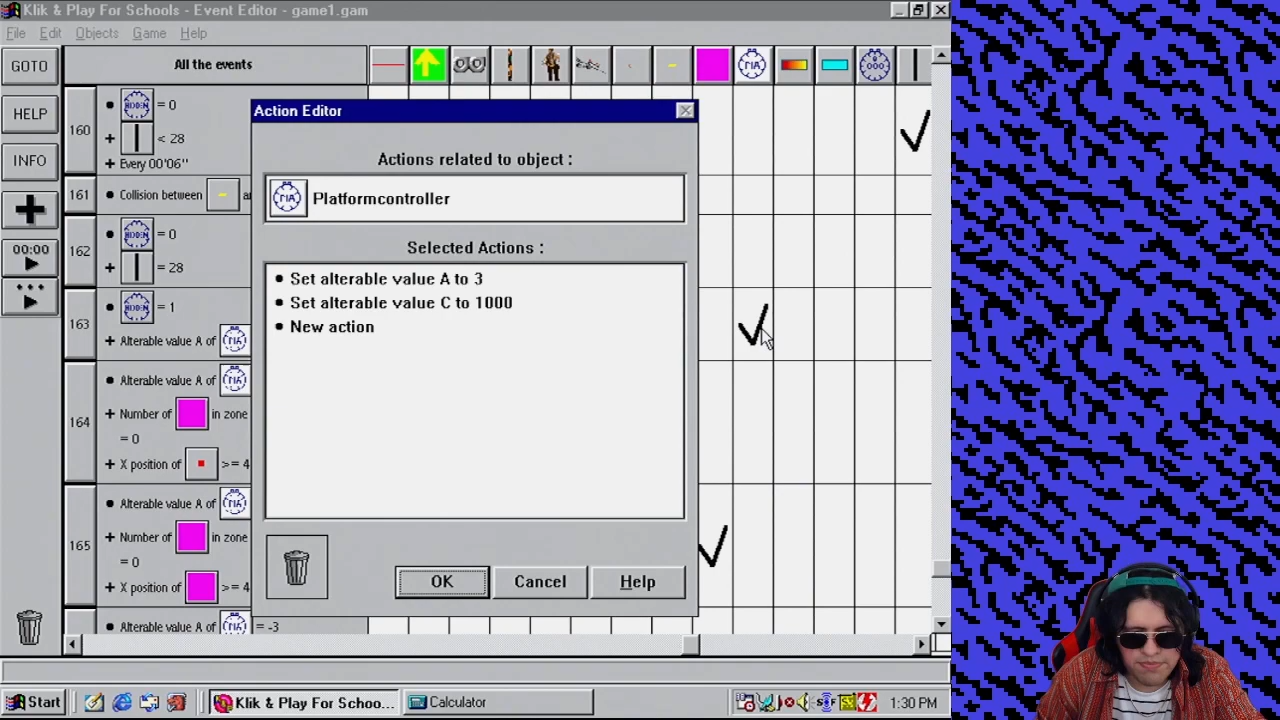 Klik & Play For Schools - Event Editor - game1.gam
File Edit Objects Game Help
GOTO
All the events
HELP
INFO
00:00
160
= 0
< 28
+ Every 00'06"
161
Collision between
162
= 0
= 28
163
= 1
+ Alterable value A of
164
Alterable value A of
+ Number of in zone
= 0
+ X position of >= 4
165
Alterable value A of
+ Number of in zone
= 0
+ X position of >= 4
Alterable value A of = -3
000
Action Editor
Actions related to object :
Platformcontroller
Selected Actions :
Set alterable value A to 3
Set alterable value C to 1000
New action
OK
Cancel
Help
Start
Klik & Play For Schoo...
Calculator
1:30 PM